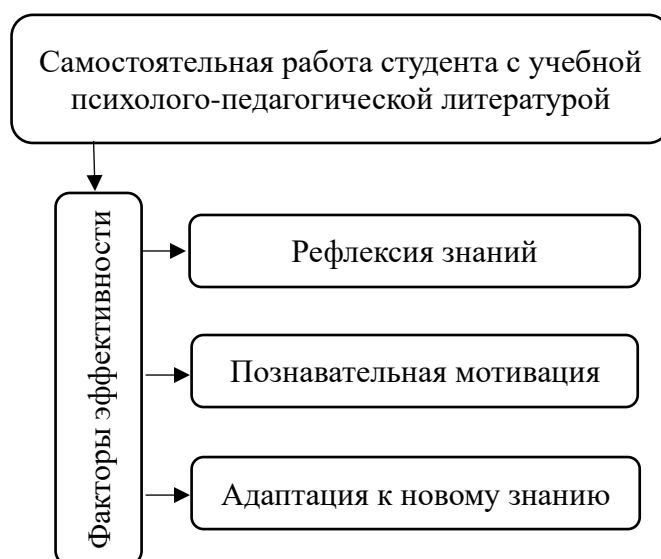 Самостоятельная работа студента с учебной
психолого-педагогической литературой
Факторы эффективности
Рефлексия знаний
Познавательная мотивация
Адаптация к новому знанию